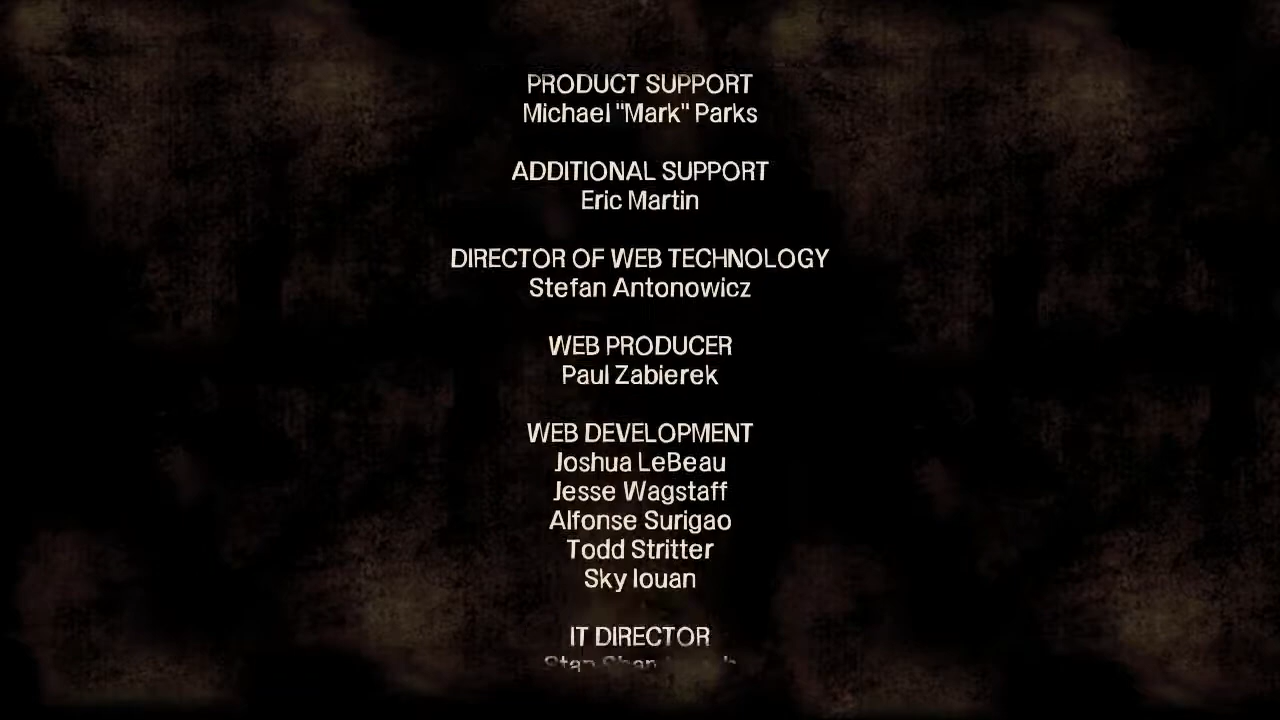 PRODUCT SUPPORT
Michael "Mark" Parks
ADDITIONAL SUPPORT
Eric Martin
DIRECTOR OF WEB TECHNOLOGY
Stefan Antonowicz
WEB PRODUCER
Paul Zabierek
WEB DEVELOPMENT
Joshua LeBeau
Jesse Wagstaff
Alfonse Surigao
Todd Stritter
Sky Iouan
IT DIRECTOR